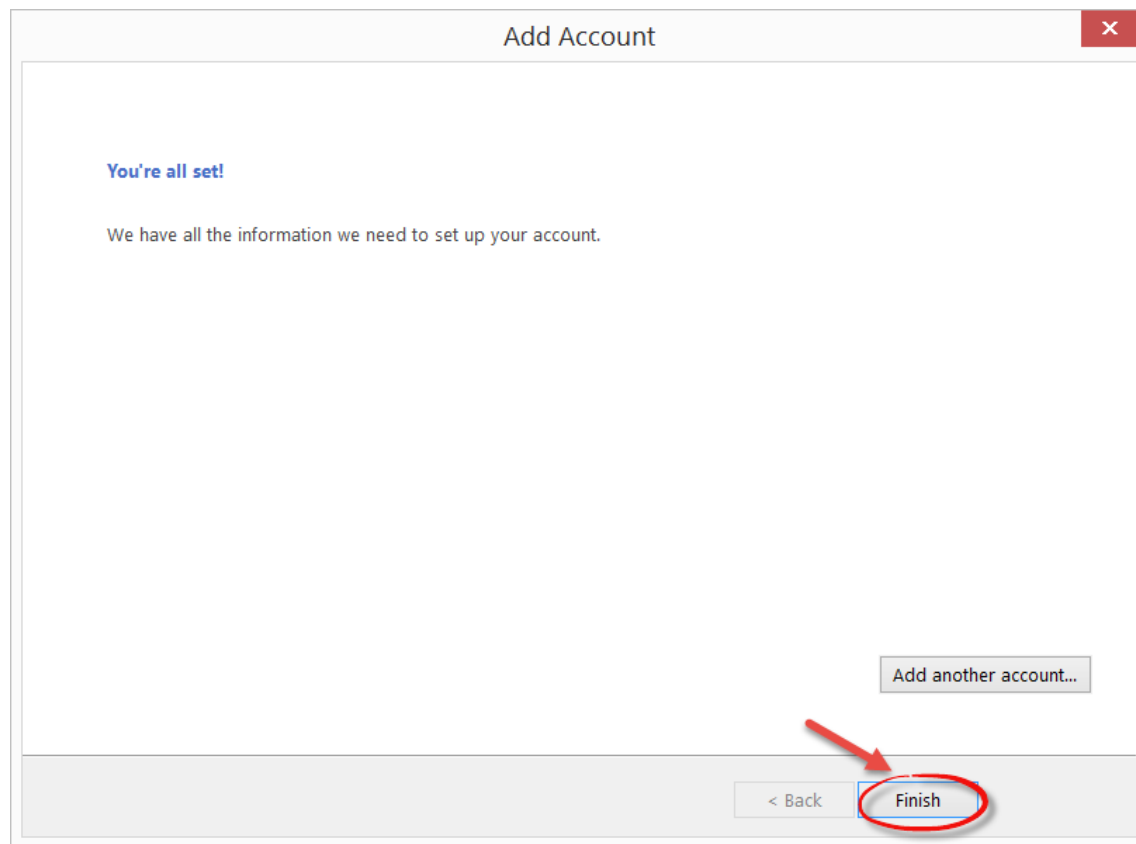 Add Account
You're all set!
We have all the information we need to set up your account.
Add another account...
< Back
Finish